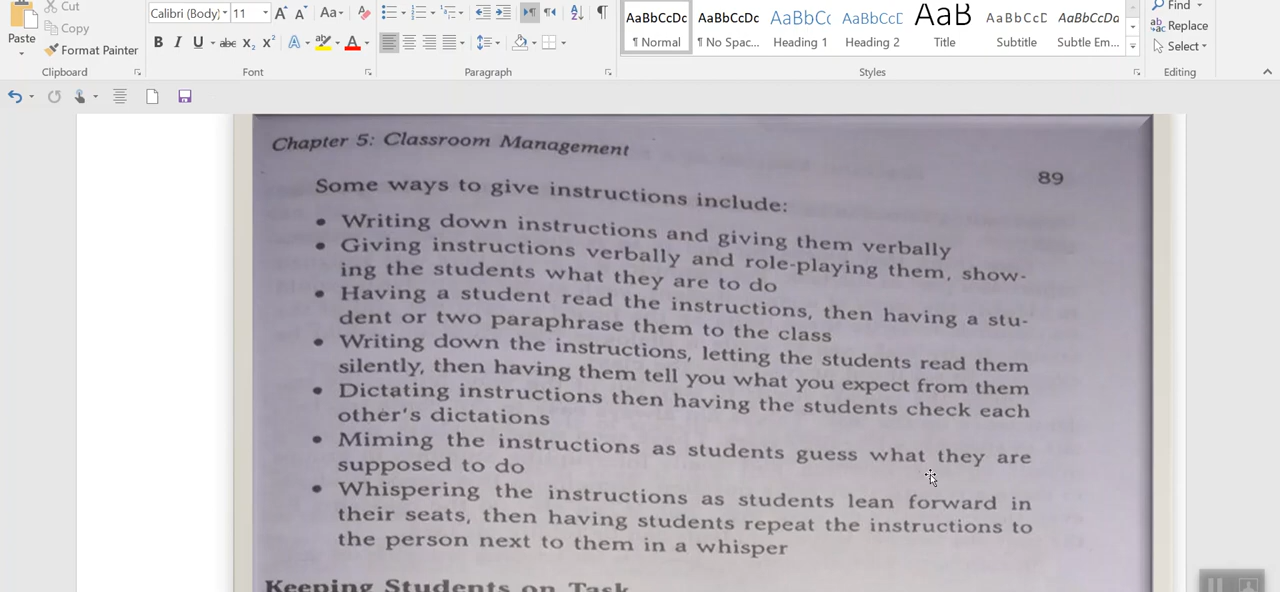 Cut
Find
Calibri (Body) 11 A A Aa
AaBbCcDc AaBbCcDc AaBbCc AaBbCcD AaB AaBbCcD AaBbCcDa
Copy
Replace
Paste
Format Painter
B I U abc X₂ X² A A
¶ Normal ¶ No Spac... Heading 1 Heading 2 Title Subtitle Subtle Em...
Select
Clipboard Font Paragraph Styles Editing
Chapter 5: Classroom Management
89
Some ways to give instructions include:
• Writing down instructions and giving them verbally
• Giving instructions verbally and role-playing them, show-
ing the students what they are to do
• Having a student read the instructions, then having a stu-
dent or two paraphrase them to the class
• Writing down the instructions, letting the students read them
silently, then having them tell you what you expect from them
• Dictating instructions then having the students check each
other's dictations
• Miming the instructions as students guess what they are
supposed to do
• Whispering the instructions as students lean forward in
their seats, then having students repeat the instructions to
the person next to them in a whisper
Keeping Students on Task